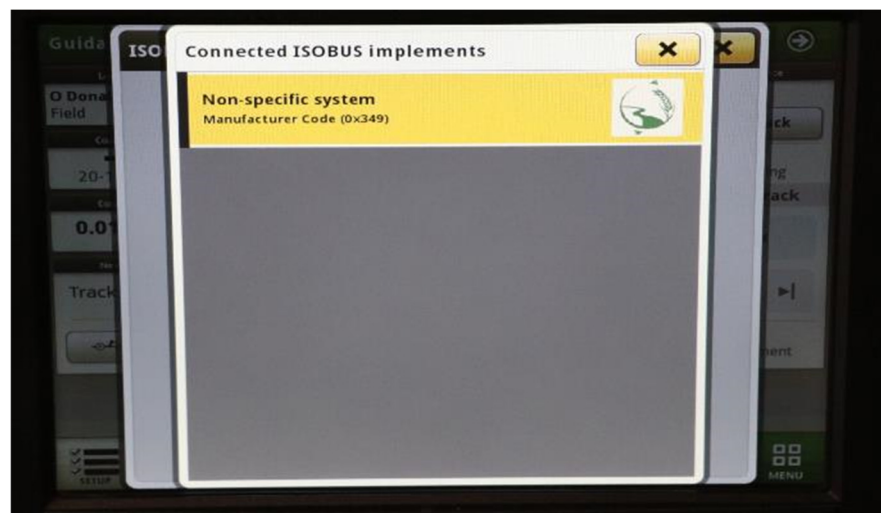 Guida
ISO
Connected ISOBUS implements
Non-specific system
Manufacturer Code (0x349)
O Dona
Field
20-1
0.01
Track
SETUP
ck
ng
ack
ment
MENU